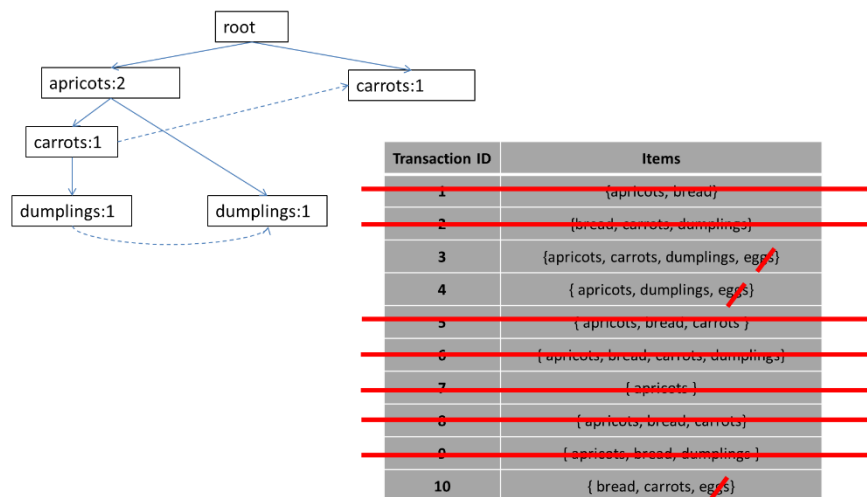 root
apricots:2
carrots:1
carrots:1
dumplings:1
dumplings:1
Transaction ID Items
1 {apricots, bread}
2 {bread, carrots, dumplings}
3 {apricots, carrots, dumplings, eggs}
4 { apricots, dumplings, eggs}
5 { apricots, bread, carrots }
6 { apricots, bread, carrots, dumplings}
7 { apricots }
8 { apricots, bread, carrots}
9 { apricots, bread, dumplings }
10 { bread, carrots, eggs}